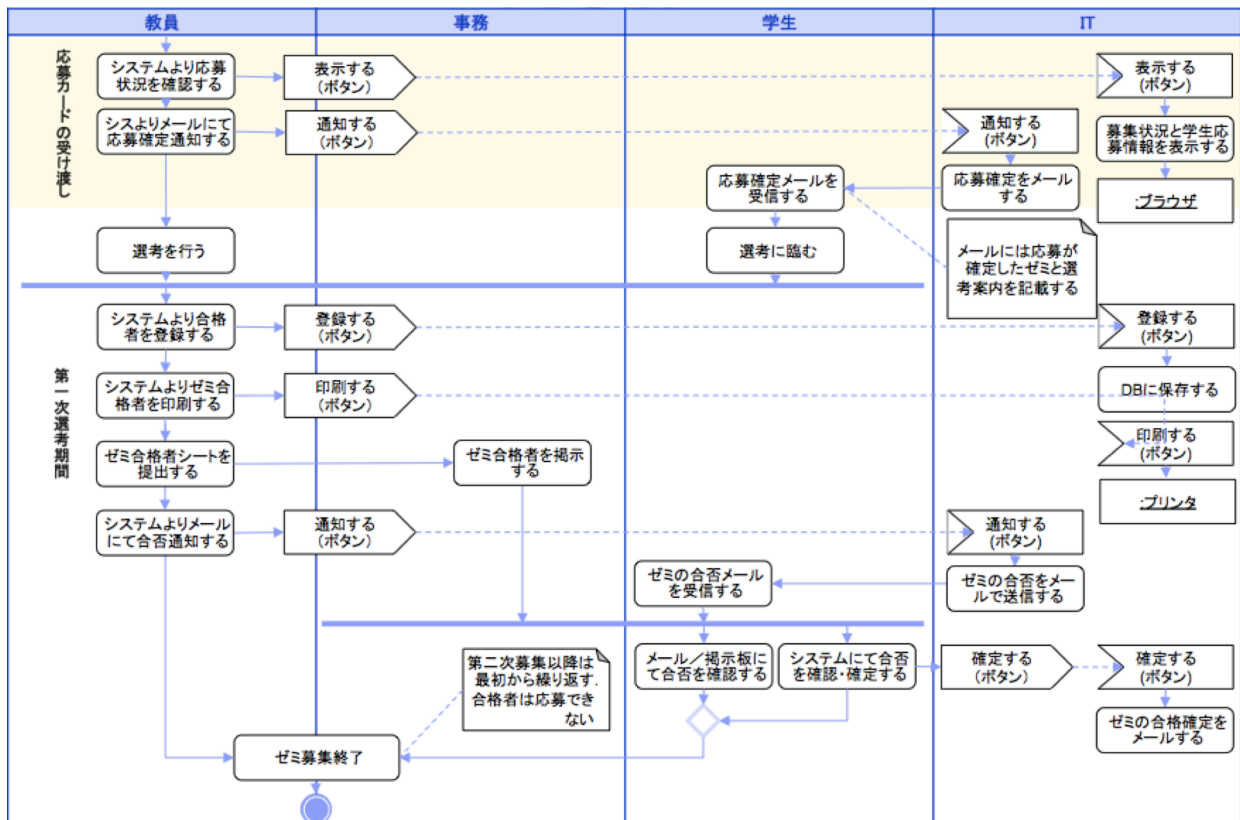 教員
事務
学生
IT
応募カードの受け渡し
システムより応募
状況を確認する
表示する
(ボタン)
表示する
(ボタン)
シスよりメールにて
応募確定通知する
通知する
(ボタン)
通知する
(ボタン)
募集状況と学生応
募情報を表示する
応募確定メールを
受信する
応募確定をメール
する
:ブラウザ
選考を行う
選考に臨む
メールには応募が
確定したゼミと選
考案内を記載する
第一次選考期間
システムより合格
者を登録する
登録する
(ボタン)
登録する
(ボタン)
システムよりゼミ合
格者を印刷する
印刷する
(ボタン)
DBに保存する
印刷する
(ボタン)
ゼミ合格者シートを
提出する
ゼミ合格者を掲示
する
:プリンタ
システムよりメール
にて合否通知する
通知する
(ボタン)
通知する
(ボタン)
ゼミの合否メール
を受信する
ゼミの合否をメー
ルで送信する
第二次募集以降は
最初から繰り返す.
合格者は応募でき
ない
メール／掲示板に
て合否を確認する
システムにて合否
を確認・確定する
確定する
(ボタン)
確定する
(ボタン)
ゼミの合格確定を
メールする
ゼミ募集終了